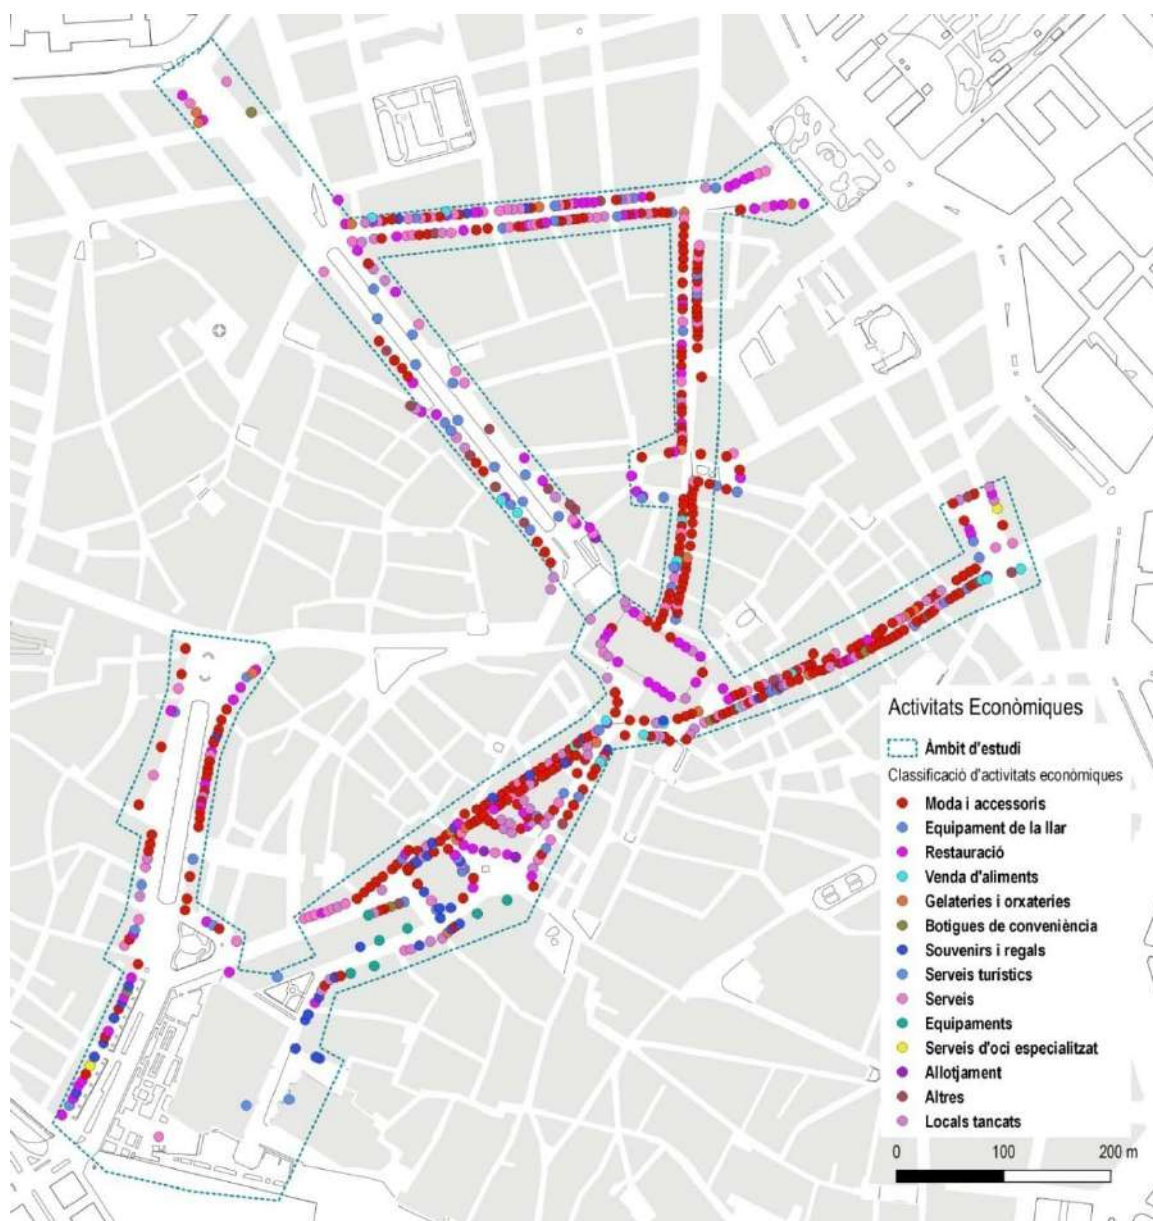 Activitats Econòmiques
Àmbit d'estudi
Classificació d'activitats econòmiques
Moda i accessoris
Equipament de la llar
Restauració
Venda d'aliments
Gelateries i orxateries
Botigues de conveniència
Souvenirs i regals
Serveis turístics
Serveis
Equipaments
Serveis d'oci especialitzat
Allotjament
Altres
Locals tancats
0 100 200 m